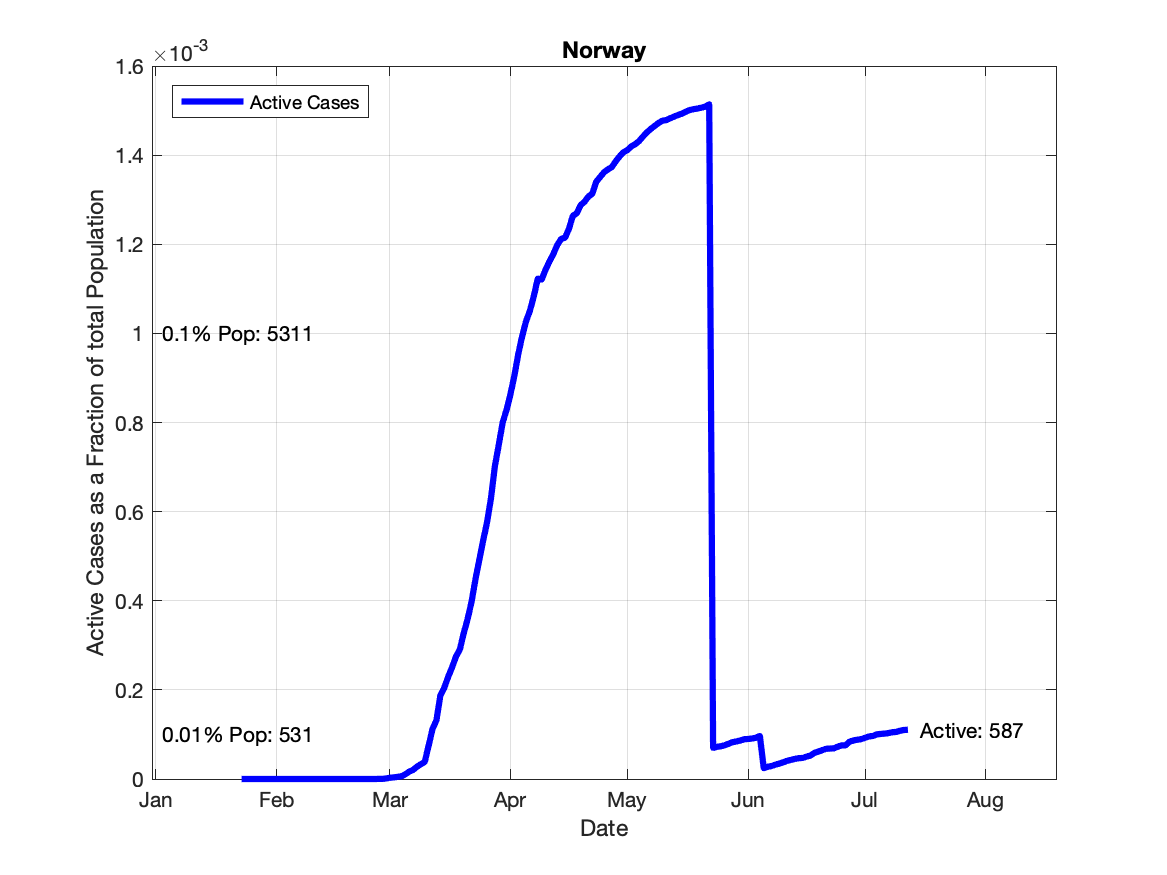 Norway
×10-3
1.6
Active Cases
1.4
1.2
1
0.1% Pop: 5311
0.8
0.6
0.4
0.2
0.01% Pop: 531
Active: 587
0
Jan Feb Mar Apr May Jun Jul Aug
Date
Active Cases as a Fraction of total Population